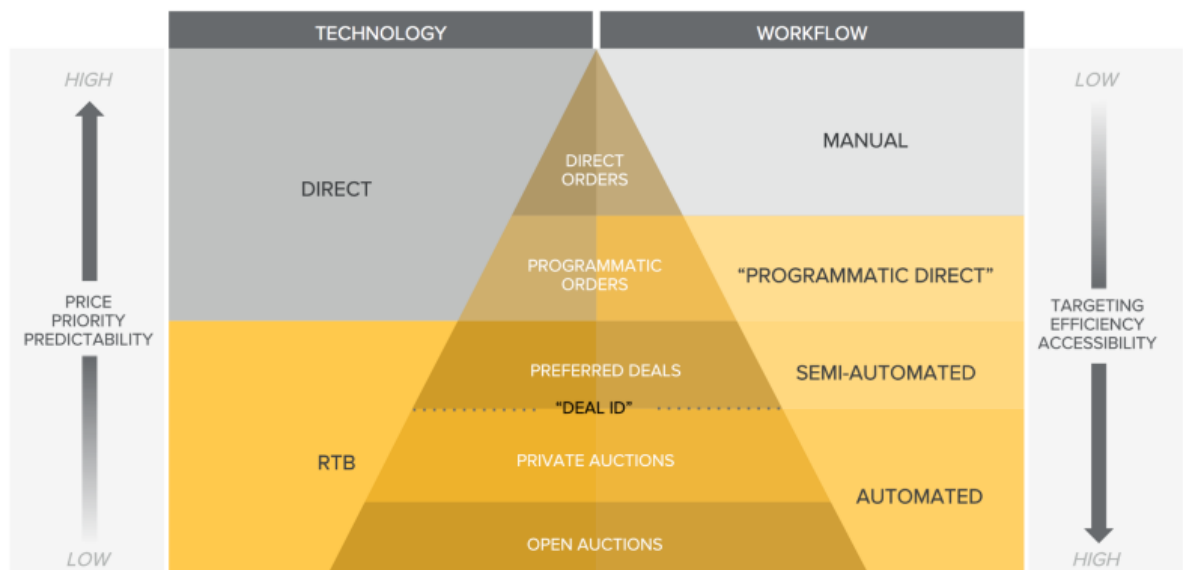 TECHNOLOGY
WORKFLOW
HIGH
PRICE
PRIORITY
PREDICTABILITY
LOW
DIRECT
RTB
DIRECT
ORDERS
PROGRAMMATIC
ORDERS
PREFERRED DEALS
“DEAL ID”
PRIVATE AUCTIONS
OPEN AUCTIONS
MANUAL
“PROGRAMMATIC DIRECT”
SEMI-AUTOMATED
AUTOMATED
LOW
TARGETING
EFFICIENCY
ACCESSIBILITY
HIGH